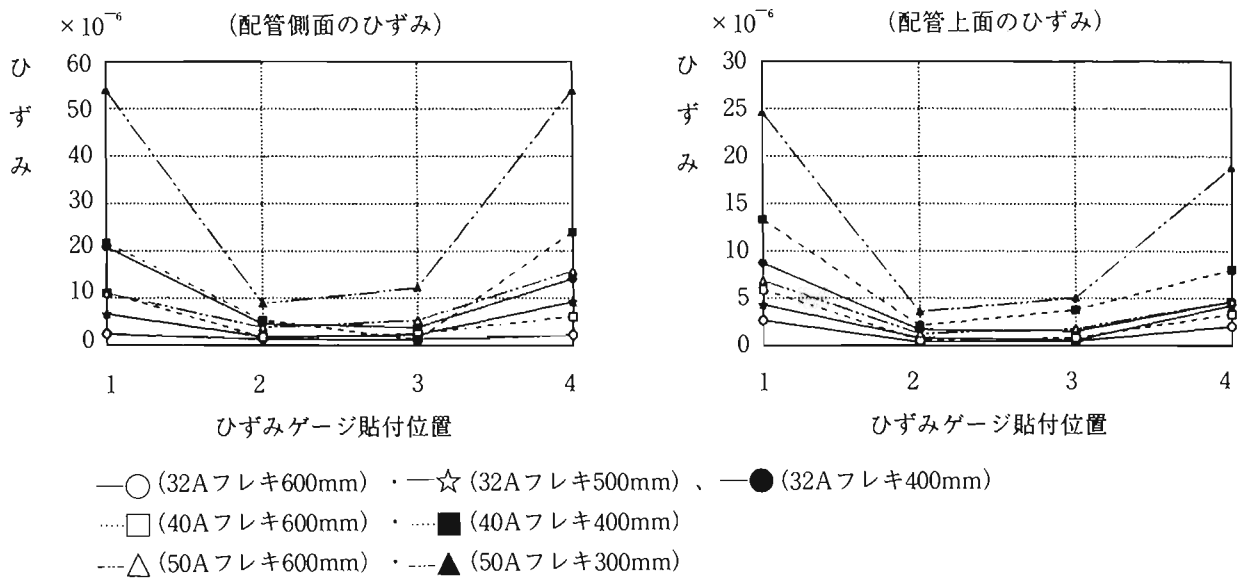 ×10⁻⁶ (配管側面のひずみ)
ひずみ
60
50
40
30
20
10
0
1 2 3 4
ひずみゲージ貼付位置
×10⁻⁶ (配管上面のひずみ)
ひずみ
30
25
20
15
10
5
0
1 2 3 4
ひずみゲージ貼付位置
—○(32Aフレキ600mm)・—☆(32Aフレキ500mm)、—●(32Aフレキ400mm)
……□(40Aフレキ600mm)・……■(40Aフレキ400mm)
-··-△(50Aフレキ600mm)・-··-▲(50Aフレキ300mm)